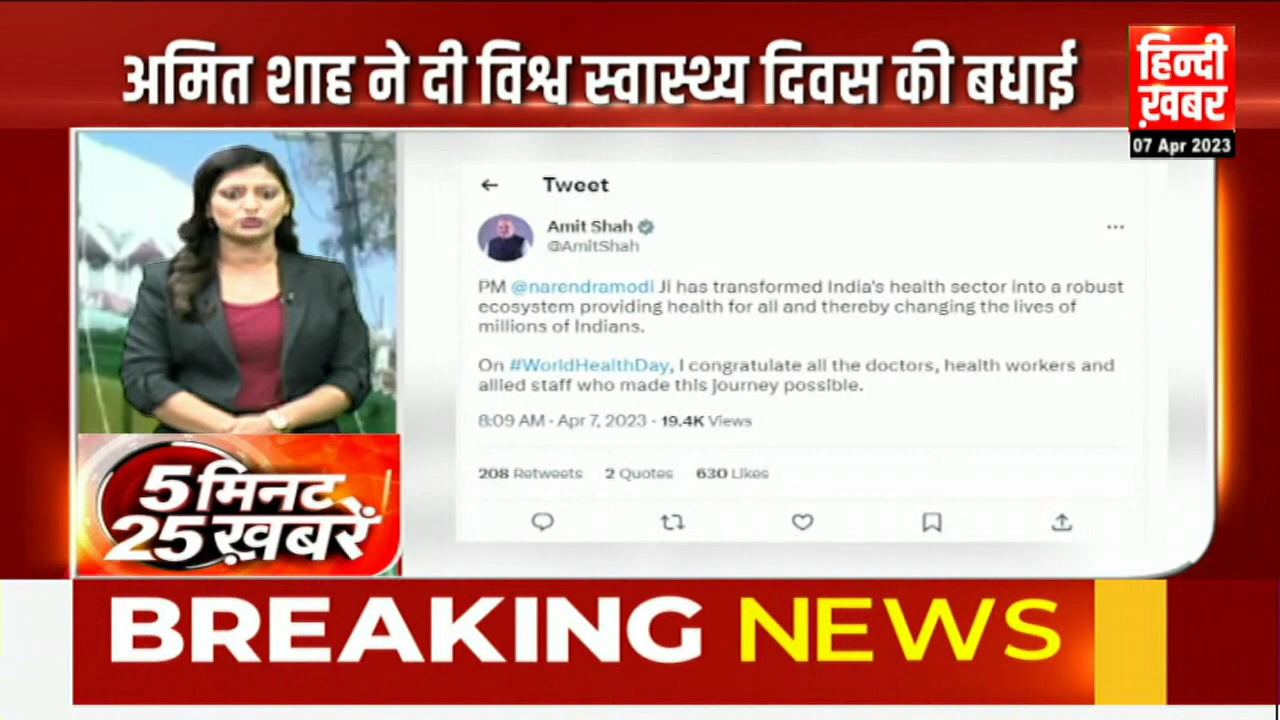 अमित शाह ने दी विश्व स्वास्थ्य दिवस की बधाई
हिन्दी
ख़बर
07 Apr 2023
Tweet
Amit Shah
@AmitShah
PM @narendramodi Ji has transformed India's health sector into a robust
ecosystem providing health for all and thereby changing the lives of
millions of Indians.
On #WorldHealthDay, I congratulate all the doctors, health workers and
allied staff who made this journey possible.
8:09 AM · Apr 7, 2023 · 19.4K Views
208 Retweets 2 Quotes 630 Likes
5 मिनट
25 ख़बरें
BREAKING NEWS